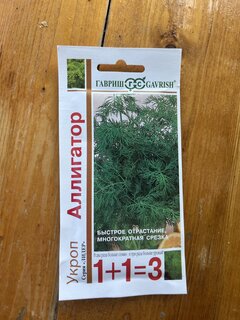 ГАВРИШ GAVRISH
Укроп
Аллигатор
БЫСТРОЕ ОТРАСТАНИЕ,
МНОГОКРАТНАЯ СРЕЗКА
1+1=3